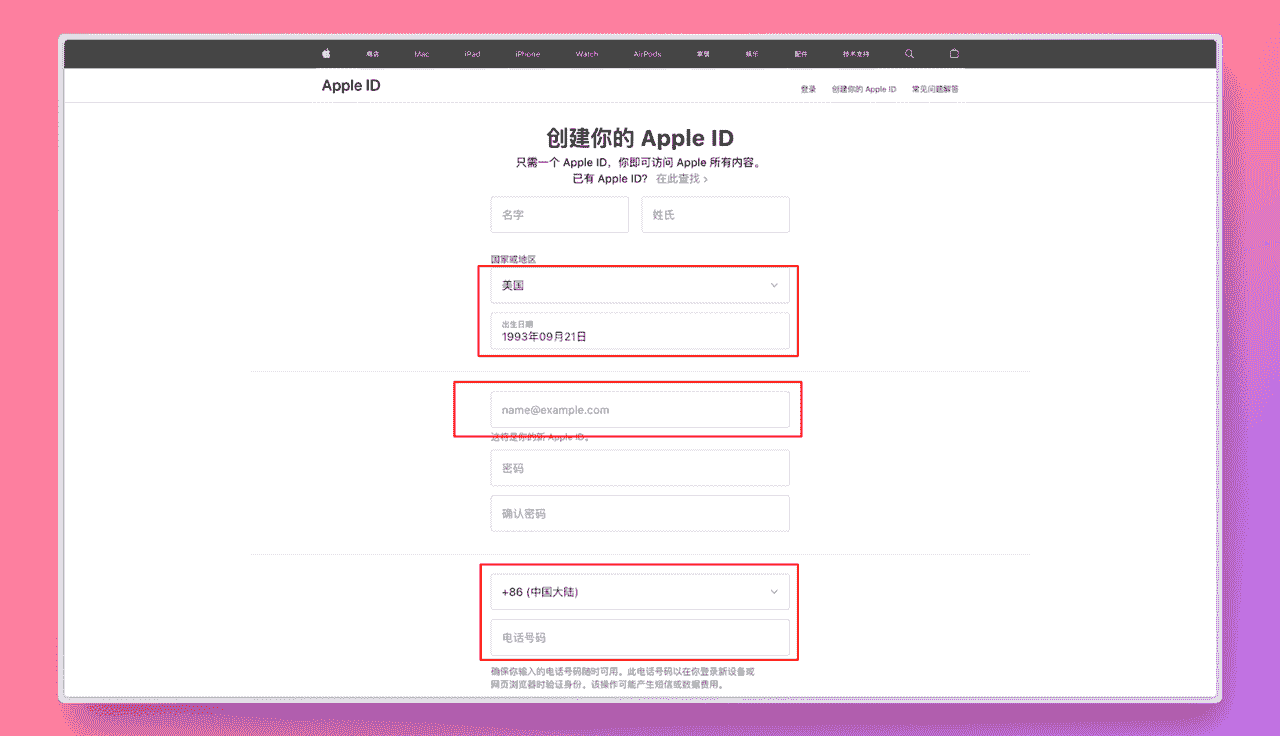 商店 Mac iPad iPhone Watch AirPods 家居 娱乐 配件 技术支持
Apple ID
登录 创建你的 Apple ID 常见问题解答
创建你的 Apple ID
只需一个 Apple ID，你即可访问 Apple 所有内容。
已有 Apple ID? 在此查找 >
名字 姓氏
国家或地区
美国
出生日期
1993年09月21日
name@example.com
这将是你的新 Apple ID。
密码
确认密码
+86 (中国大陆)
电话号码
确保你输入的电话号码随时可用。此电话号码以在你登录新设备或
网页浏览器时验证身份。该操作可能产生短信或数据费用。